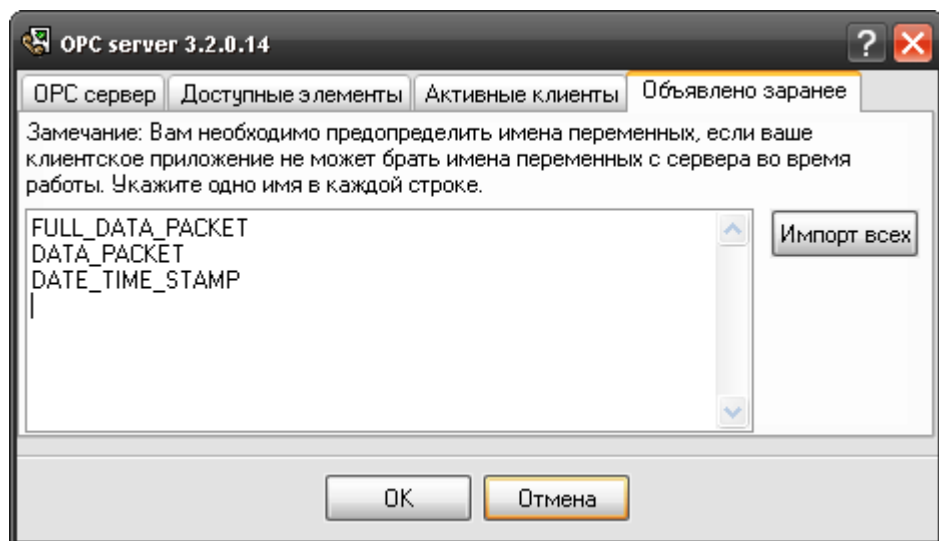 OPC server 3.2.0.14
OPC сервер Доступные элементы Активные клиенты Объявлено заранее
Замечание: Вам необходимо предопределить имена переменных, если ваше
клиентское приложение не может брать имена переменных с сервера во время
работы. Укажите одно имя в каждой строке.
FULL_DATA_PACKET
Импорт всех
DATA_PACKET
DATE_TIME_STAMP
OK Отмена